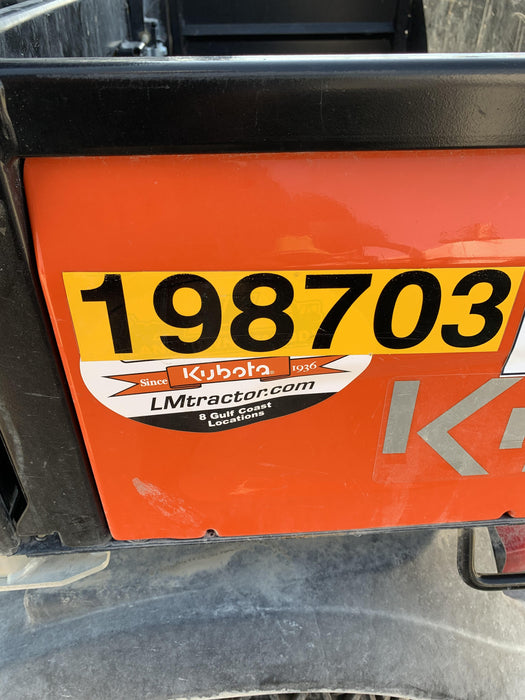 198703
Since Kubota 1936
LMtractor.com
8 Gulf Coast
Locations
K